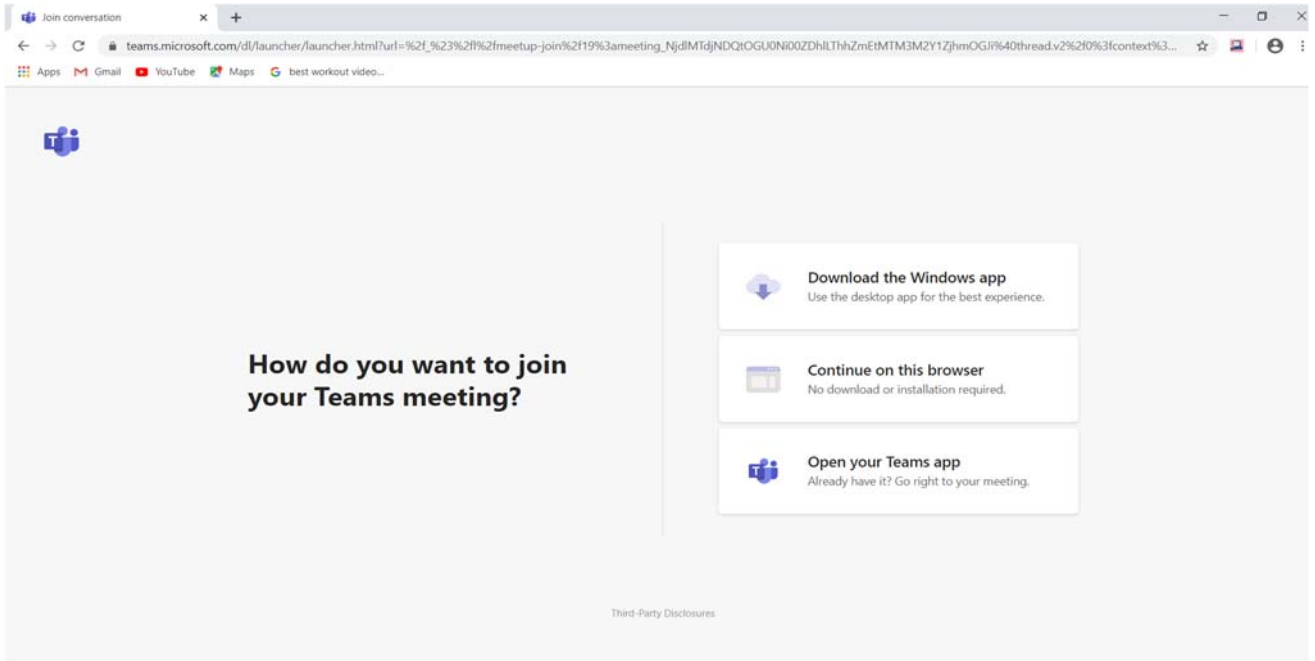 Join conversation
teams.microsoft.com/dl/launcher/launcher.html?url=%2f_%23%2fl%2fmeetup-join%2f19%3ameeting_NjdlMTdjNDQtOGU0Ni00ZDhlLThhZmEtMTM3M2Y1ZjhmOGJi%40thread.v2%2f0%3fcontext%3...
Apps Gmail YouTube Maps best workout video...
How do you want to join
your Teams meeting?
Download the Windows app
Use the desktop app for the best experience.
Continue on this browser
No download or installation required.
Open your Teams app
Already have it? Go right to your meeting.
Third-Party Disclosures